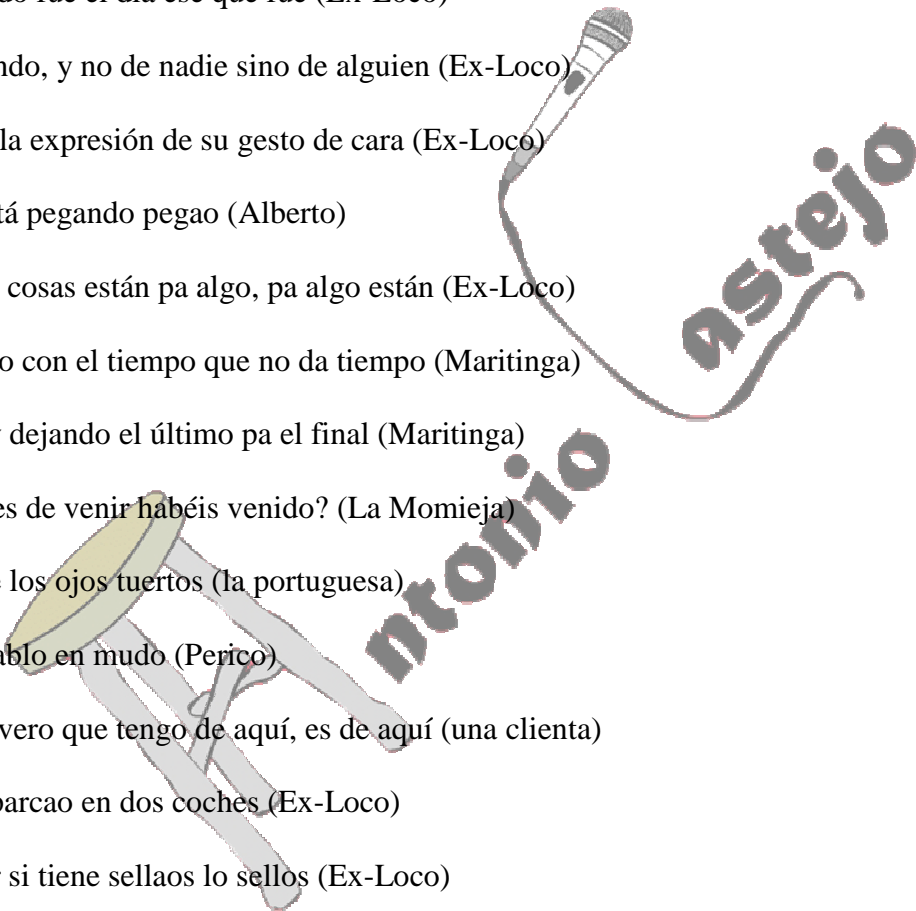 do fue el día ese que fue (Ex-Loco)
ndo, y no de nadie sino de alguien (Ex-Loco)
la expresión de su gesto de cara (Ex-Loco)
tá pegando pegao (Alberto)
cosas están pa algo, pa algo están (Ex-Loco)
o con el tiempo que no da tiempo (Maritinga)
y dejando el último pa el final (Maritinga)
es de venir habéis venido? (La Momieja)
e los ojos tuertos (la portuguesa)
ablo en mudo (Perico)
vero que tengo de aquí, es de aquí (una clienta)
parcao en dos coches (Ex-Loco)
r si tiene sellaos lo sellos (Ex-Loco)
ntonio
astejo